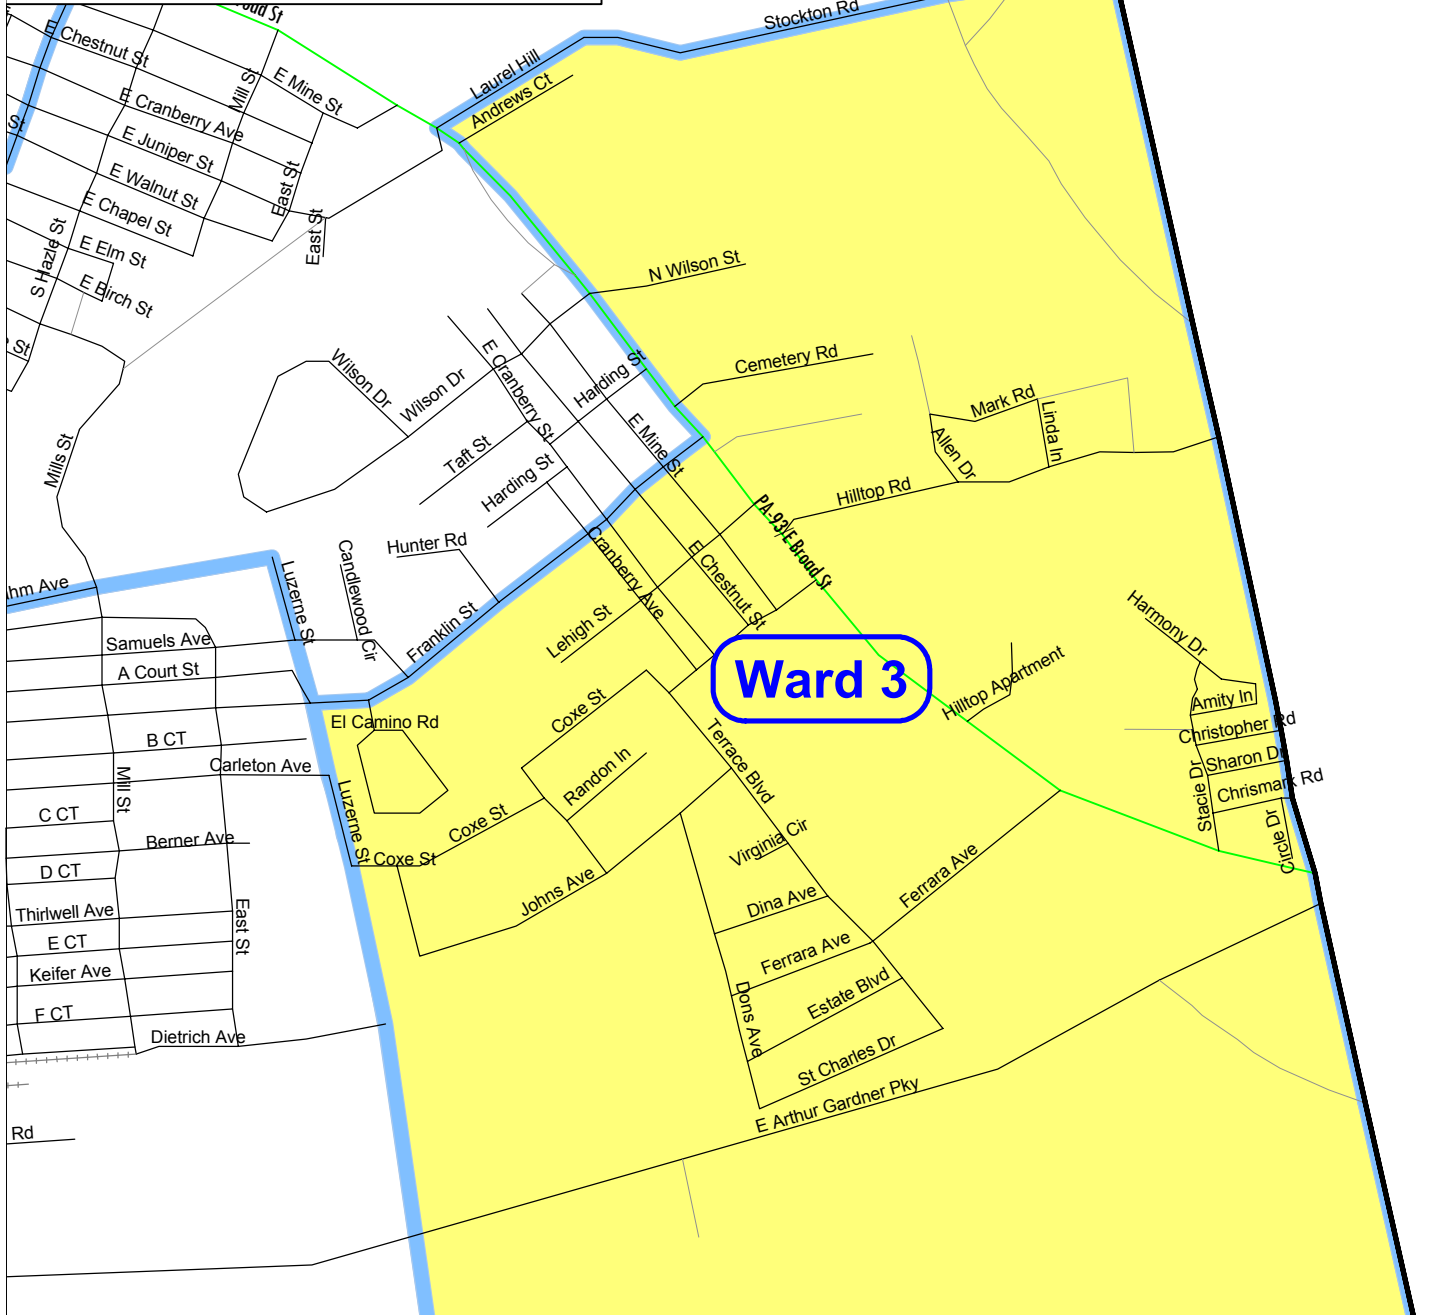 Stockton Rd
E Chestnut St
Laurel Hill
Andrews Ct
E Mine St
Mill St
E Cranberry Ave
St
E Juniper St
E Walnut St
East St
E Chapel St
East St
S Hazle St
E Elm St
E Birch St
N Wilson St
St
Wilson Dr
Wilson Dr
E Cranberry St
Harding St
Cemetery Rd
Mark Rd
Linda ln
Allen Dr
E Mine St
Taft St
Harding St
Mills St
Hilltop Rd
PA-93/E Broad St
Hunter Rd
Candlewood Cir
Luzerne St
Cranberry Ave
E Chestnut St
Lehigh St
Franklin St
Harmony Dr
Samuels Ave
A Court St
Ward 3
Hilltop Apartment
Amity ln
Christopher Rd
Sharon Dr
Chrismark Rd
Stacie Dr
Circle Dr
El Camino Rd
Coxe St
Terrace Blvd
B CT
Carleton Ave
Mill St
Luzerne St
Randon ln
C CT
Coxe St
Virginia Cir
Berner Ave
Coxe St
D CT
Johns Ave
Dina Ave
Ferrara Ave
Thirlwell Ave
East St
E CT
Ferrara Ave
Keifer Ave
Dons Ave
Estate Blvd
F CT
Dietrich Ave
St Charles Dr
E Arthur Gardner Pky
Rd